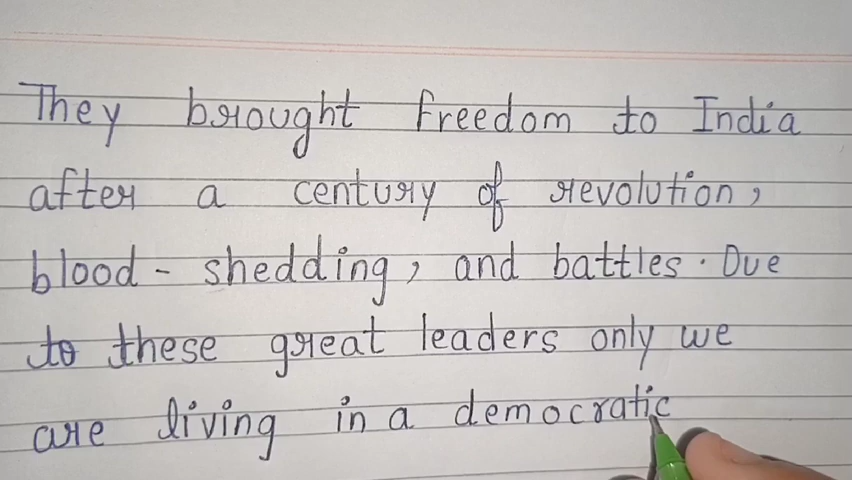 They brought freedom to India
after a century of revolution,
blood - shedding, and battles. Due
to these great leaders only we
are living in a democratic